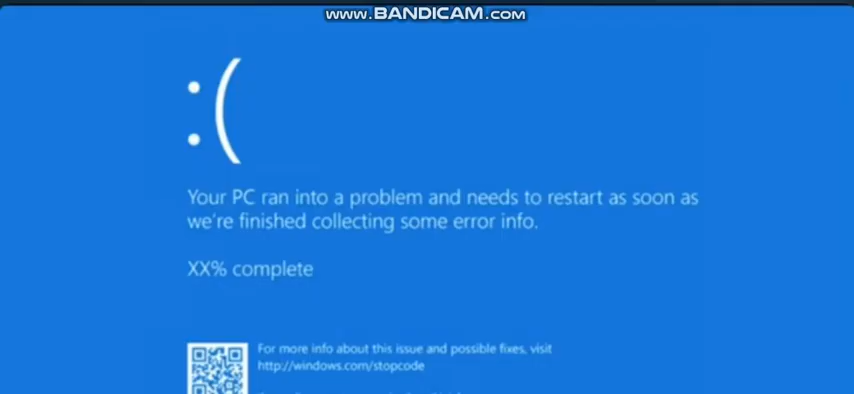 www.BANDICAM.com
:(
Your PC ran into a problem and needs to restart as soon as
we're finished collecting some error info.
XX% complete
For more info about this issue and possible fixes, visit
http://windows.com/stopcode